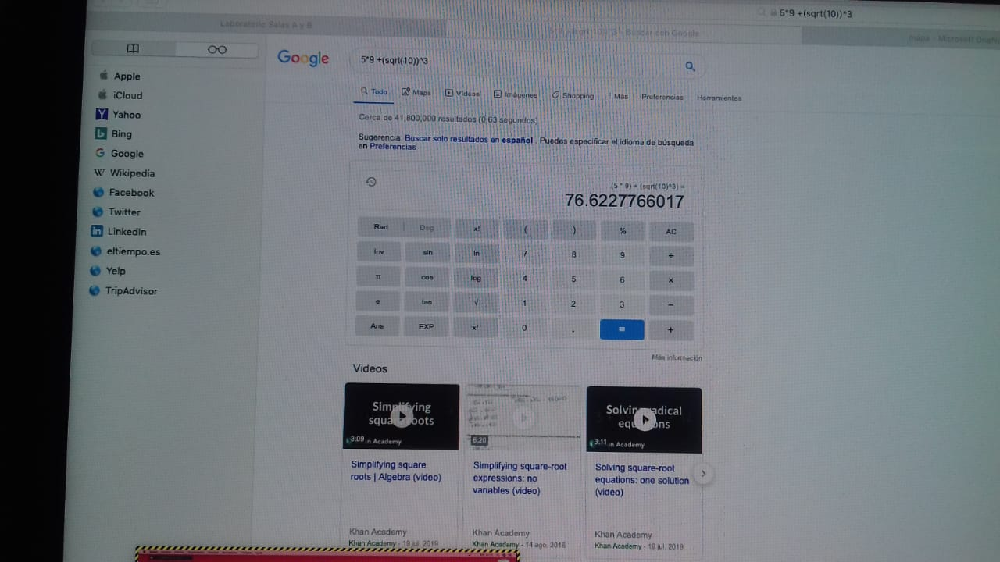 5*9 +(sqrt(10))^3
Laboratorio Salas A y B
5*9 +(sqrt(10))^3 - Buscar con Google
mapa - Microsoft
Google
5*9 +(sqrt(10))^3
Todo Maps Vídeos Imágenes Shopping Más Preferencias Herramientas
Cerca de 41,800,000 resultados (0.63 segundos)
Sugerencia: Buscar solo resultados en español . Puedes especificar el idioma de búsqueda
en Preferencias
Apple
iCloud
Yahoo
Bing
Google
Wikipedia
Facebook
Twitter
LinkedIn
eltiempo.es
Yelp
TripAdvisor
(5 * 9) + (sqrt(10)^3) =
76.6227766017
Rad Deg x! ( ) % AC
Inv sin ln 7 8 9 ÷
π cos log 4 5 6 ×
e tan √ 1 2 3 −
Ans EXP xʸ 0 . = +
Más información
Videos
Simplifying
square roots
3:09
n Academy
6:20
Solving radical
equations
3:11
n Academy
Simplifying square
roots | Algebra (video)
Khan Academy
Khan Academy - 19 jul. 2019
Simplifying square-root
expressions: no
variables (video)
Khan Academy
Khan Academy - 14 ago. 2016
Solving square-root
equations: one solution
(video)
Khan Academy
Khan Academy - 19 jul. 2019